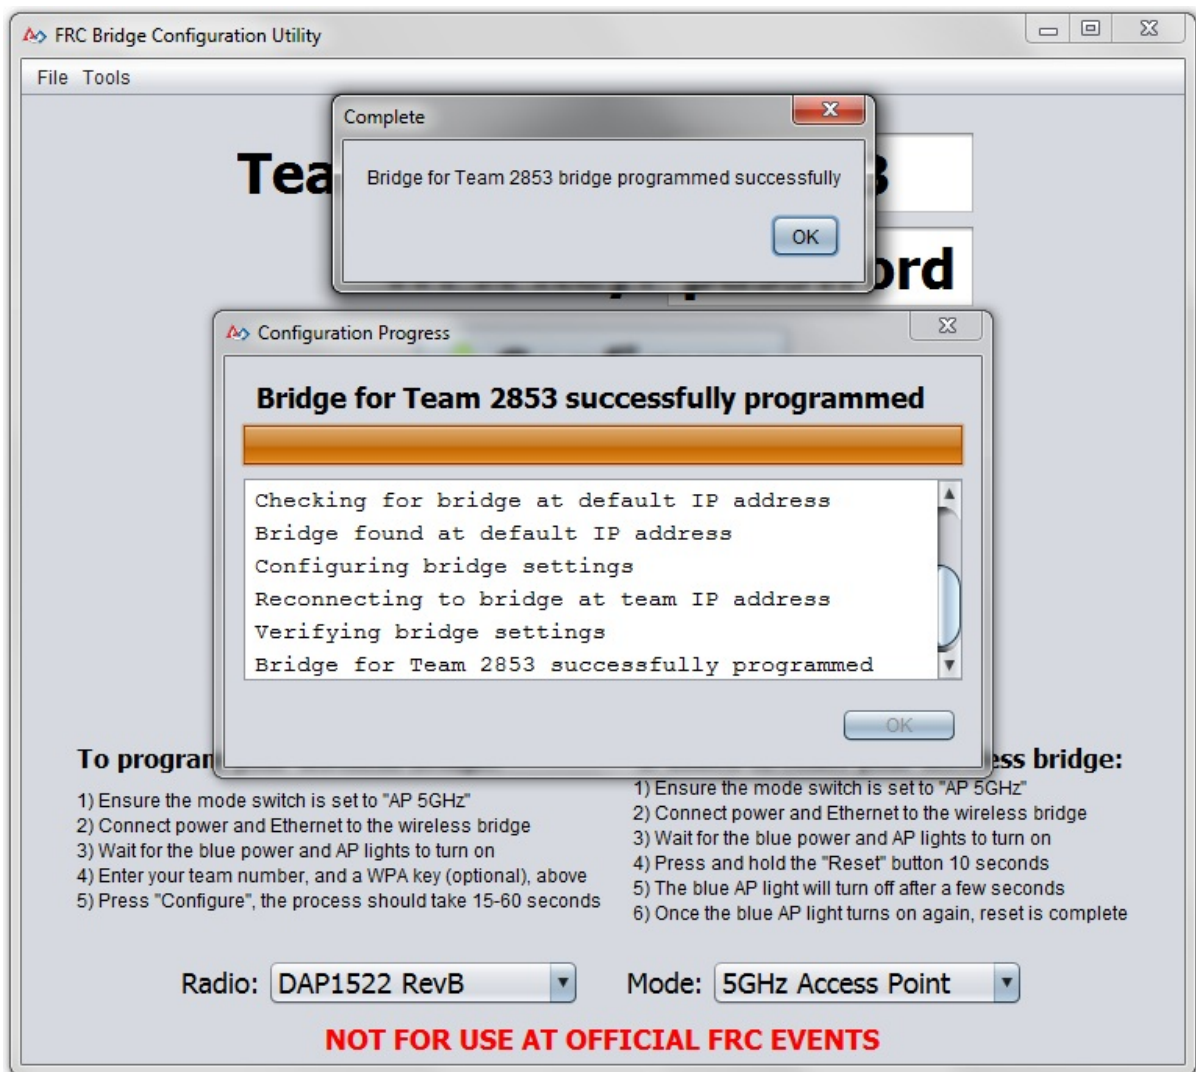 FRC Bridge Configuration Utility
File Tools
Complete
Bridge for Team 2853 bridge programmed successfully
OK
Tea 3
ord
Configuration Progress
Bridge for Team 2853 successfully programmed
Checking for bridge at default IP address
Bridge found at default IP address
Configuring bridge settings
Reconnecting to bridge at team IP address
Verifying bridge settings
Bridge for Team 2853 successfully programmed
OK
To program
1) Ensure the mode switch is set to "AP 5GHz"
2) Connect power and Ethernet to the wireless bridge
3) Wait for the blue power and AP lights to turn on
4) Enter your team number, and a WPA key (optional), above
5) Press "Configure", the process should take 15-60 seconds
ess bridge:
1) Ensure the mode switch is set to "AP 5GHz"
2) Connect power and Ethernet to the wireless bridge
3) Wait for the blue power and AP lights to turn on
4) Press and hold the "Reset" button 10 seconds
5) The blue AP light will turn off after a few seconds
6) Once the blue AP light turns on again, reset is complete
Radio: DAP1522 RevB Mode: 5GHz Access Point
NOT FOR USE AT OFFICIAL FRC EVENTS